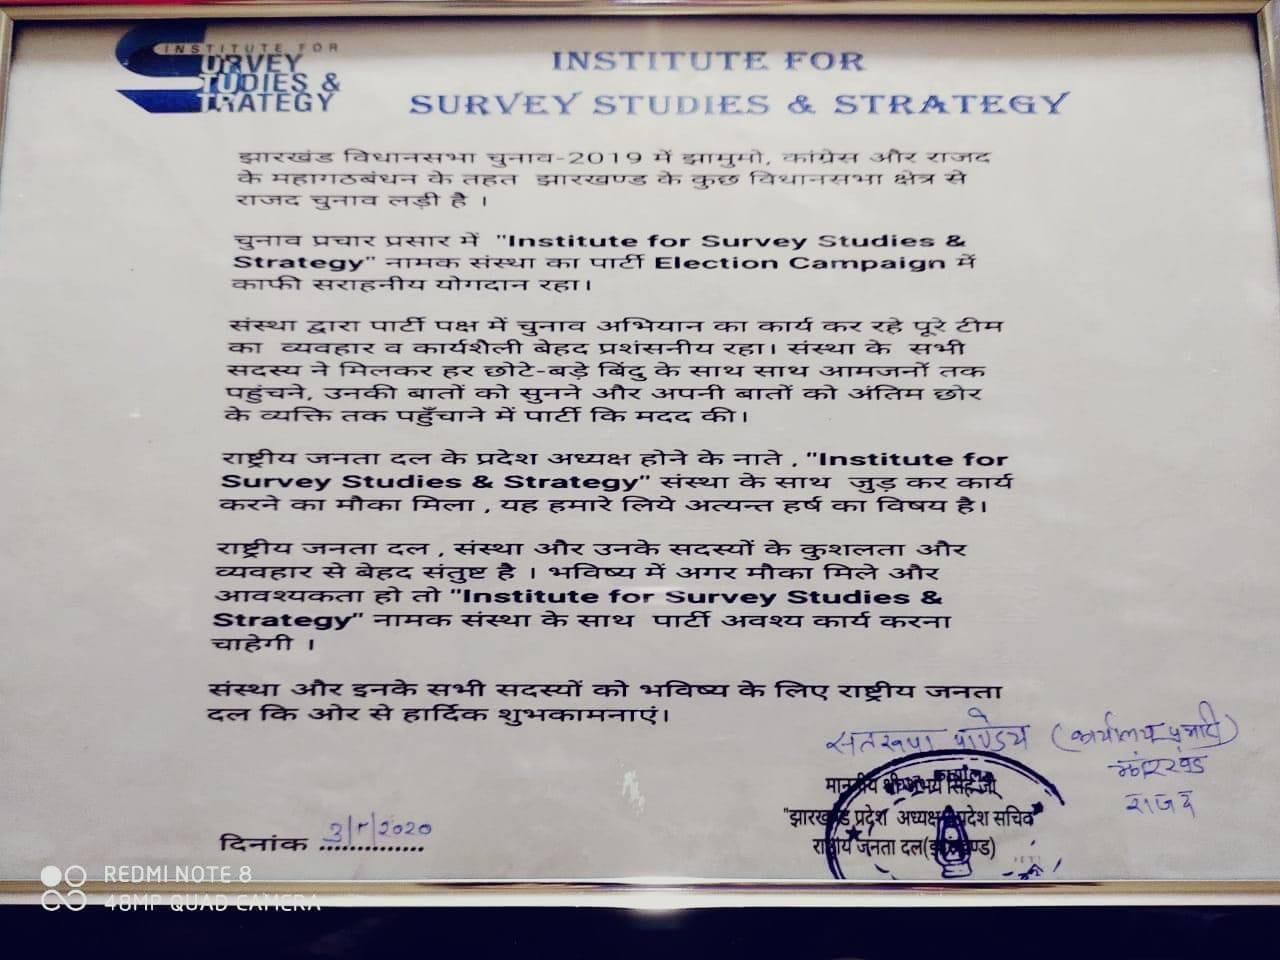 INSTITUTE FOR
SURVEY
STUDIES &
STRATEGY
INSTITUTE FOR
SURVEY STUDIES & STRATEGY
झारखंड विधानसभा चुनाव-2019 में झामुमो, कांग्रेस और राजद
के महागठबंधन के तहत झारखण्ड के कुछ विधानसभा क्षेत्र से
राजद चुनाव लड़ी है ।
चुनाव प्रचार प्रसार में "Institute for Survey Studies &
Strategy" नामक संस्था का पार्टी Election Campaign में
काफी सराहनीय योगदान रहा।
संस्था द्वारा पार्टी पक्ष में चुनाव अभियान का कार्य कर रहे पूरे टीम
का व्यवहार व कार्यशैली बेहद प्रशंसनीय रहा। संस्था के सभी
सदस्य ने मिलकर हर छोटे-बड़े बिंदु के साथ साथ आमजनों तक
पहुंचने, उनकी बातों को सुनने और अपनी बातों को अंतिम छोर
के व्यक्ति तक पहुँचाने में पार्टी कि मदद की।
राष्ट्रीय जनता दल के प्रदेश अध्यक्ष होने के नाते , "Institute for
Survey Studies & Strategy" संस्था के साथ जुड़ कर कार्य
करने का मौका मिला , यह हमारे लिये अत्यन्त हर्ष का विषय है।
राष्ट्रीय जनता दल , संस्था और उनके सदस्यों के कुशलता और
व्यवहार से बेहद संतुष्ट है । भविष्य में अगर मौका मिले और
आवश्यकता हो तो "Institute for Survey Studies &
Strategy" नामक संस्था के साथ पार्टी अवश्य कार्य करना
चाहेगी ।
संस्था और इनके सभी सदस्यों को भविष्य के लिए राष्ट्रीय जनता
दल कि ओर से हार्दिक शुभकामनाएं।
पाण्डेय (कार्यालय प्रभारी)
झारखंड
राजद
माननीय श्री अभय सिंह जी
"झारखण्ड प्रदेश अध्यक्ष प्रदेश सचिव"
राष्ट्रीय जनता दल(झारखण्ड)
दिनांक /2020
REDMI NOTE 8
48MP QUAD CAMERA